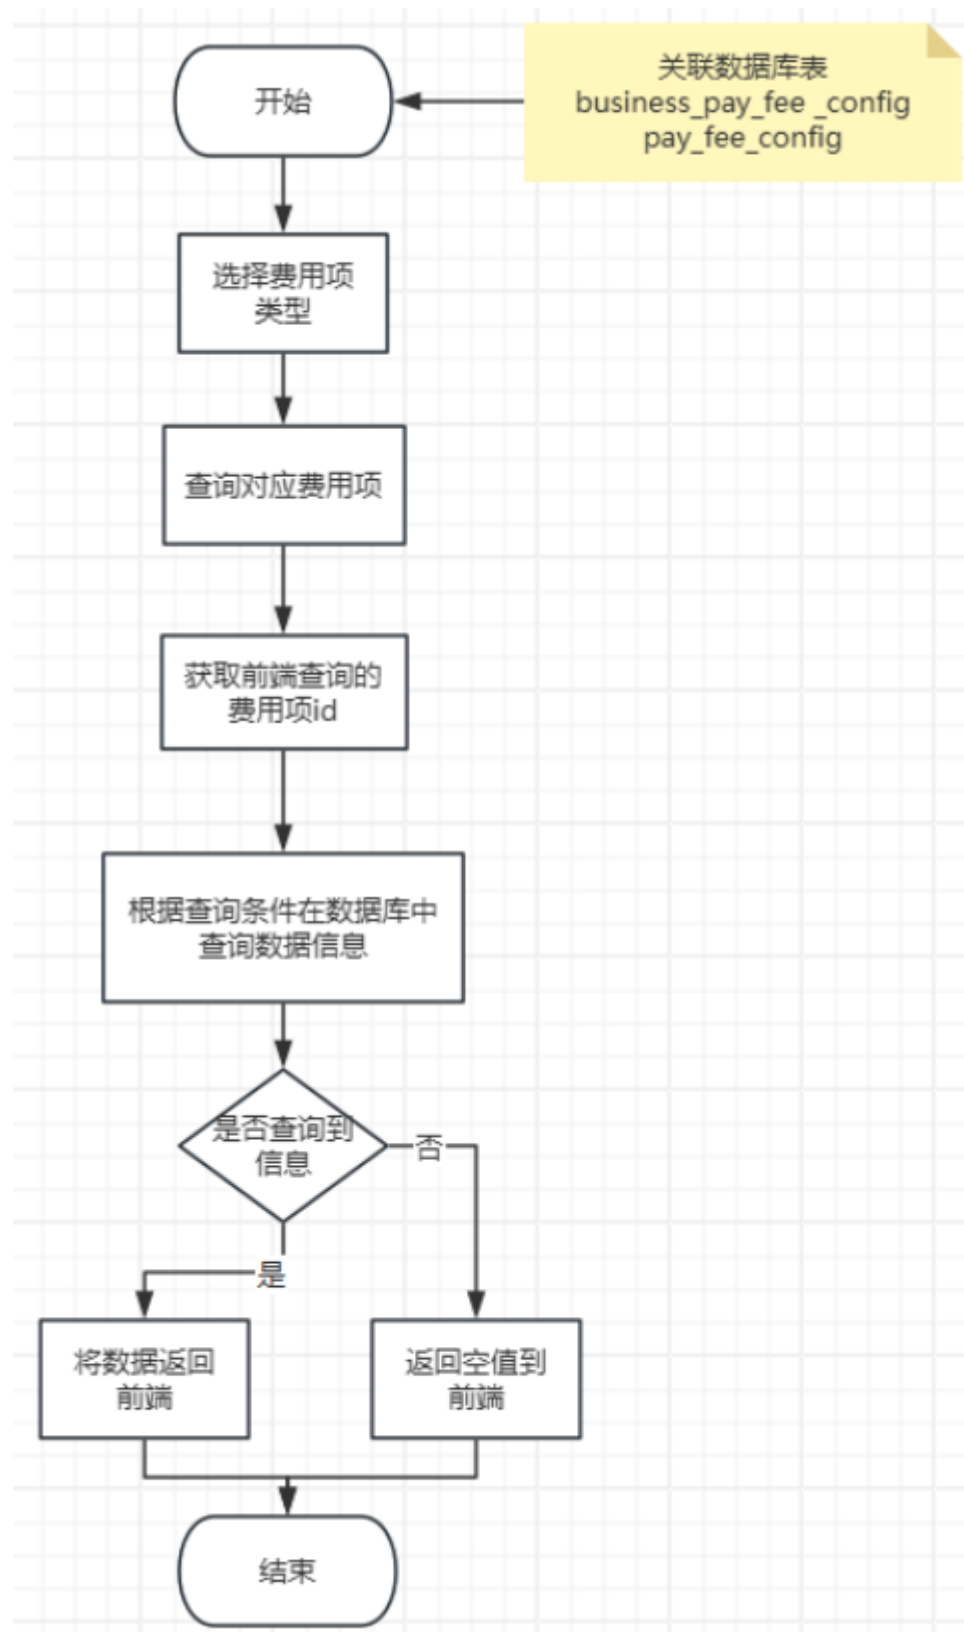 开始
关联数据库表
business_pay_fee _config
pay_fee_config
选择费用项
类型
查询对应费用项
获取前端查询的
费用项id
根据查询条件在数据库中
查询数据信息
是否查询到
信息
否
是
将数据返回
前端
返回空值到
前端
结束